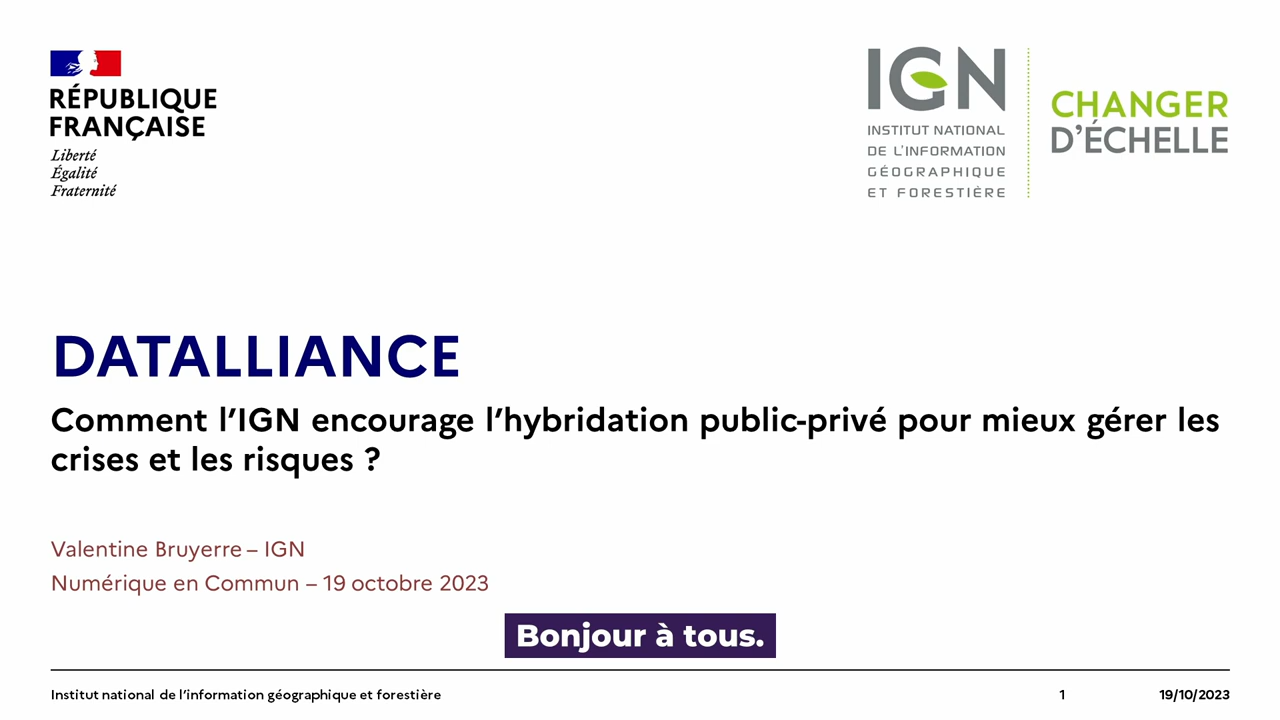 RÉPUBLIQUE
FRANÇAISE
Liberté
Égalité
Fraternité
IGN
INSTITUT NATIONAL
DE L'INFORMATION
GÉOGRAPHIQUE
ET FORESTIÈRE
CHANGER
D'ÉCHELLE
DATALLIANCE
Comment l'IGN encourage l'hybridation public-privé pour mieux gérer les
crises et les risques ?
Valentine Bruyerre – IGN
Numérique en Commun – 19 octobre 2023
Bonjour à tous.
Institut national de l'information géographique et forestière
1
19/10/2023